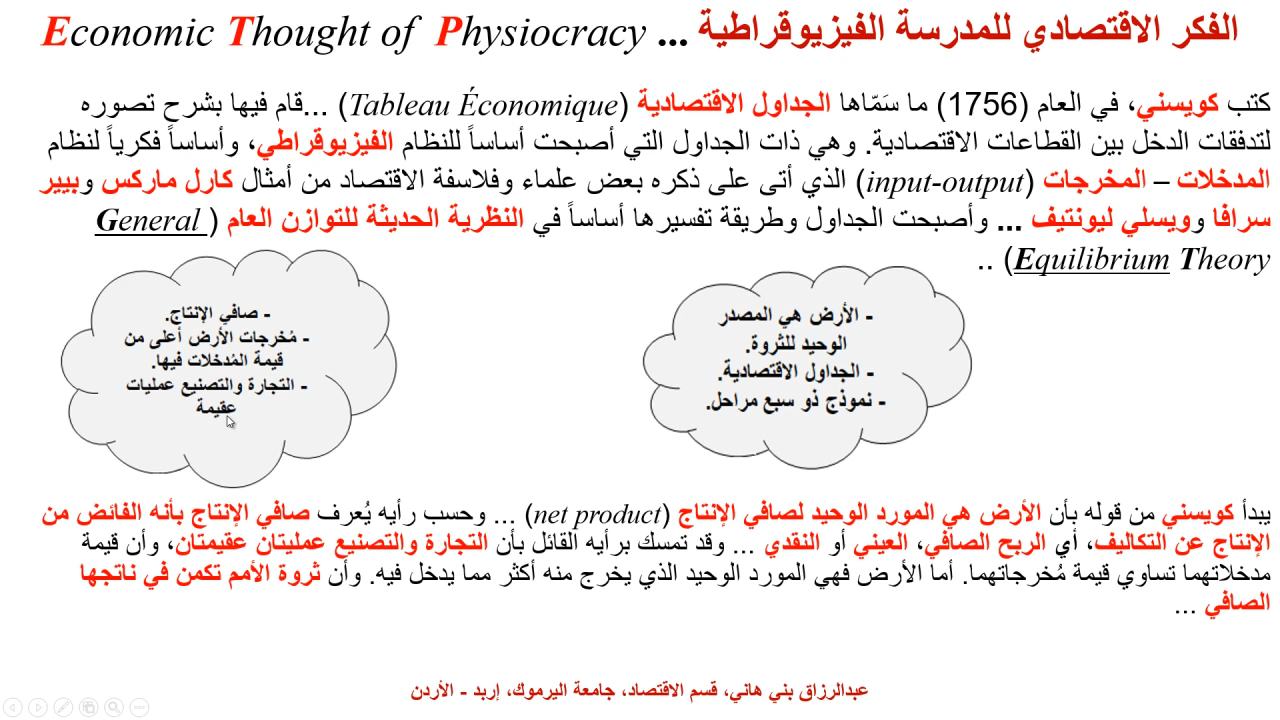 الفكر الاقتصادي للمدرسة الفيزيوقراطية ... Economic Thought of Physiocracy
كتب كويسني، في العام (1756) ما سَمّاها الجداول الاقتصادية (Tableau Économique) ...قام فيها بشرح تصوره
لتدفقات الدخل بين القطاعات الاقتصادية. وهي ذات الجداول التي أصبحت أساساً للنظام الفيزيوقراطي، وأساساً فكرياً لنظام
المدخلات – المخرجات (input-output) الذي أتى على ذكره بعض علماء وفلاسفة الاقتصاد من أمثال كارل ماركس وبيير
سرافا وويسلي ليونتيف ... وأصبحت الجداول وطريقة تفسيرها أساساً في النظرية الحديثة للتوازن العام (General
Equilibrium Theory) ..
- الأرض هي المصدر
الوحيد للثروة.
- الجداول الاقتصادية.
- نموذج ذو سبع مراحل.
- صافي الإنتاج.
- مُخرجات الأرض أعلى من
قيمة المُدخلات فيها.
- التجارة والتصنيع عمليات
عقيمة
يبدأ كويسني من قوله بأن الأرض هي المورد الوحيد لصافي الإنتاج (net product) ... وحسب رأيه يُعرف صافي الإنتاج بأنه الفائض من
الإنتاج عن التكاليف، أي الربح الصافي، العيني أو النقدي ... وقد تمسك برأيه القائل بأن التجارة والتصنيع عمليتان عقيمتان، وأن قيمة
مدخلاتهما تساوي قيمة مُخرجاتهما. أما الأرض فهي المورد الوحيد الذي يخرج منه أكثر مما يدخل فيه. وأن ثروة الأمم تكمن في ناتجها
الصافي ...
عبدالرزاق بني هاني، قسم الاقتصاد، جامعة اليرموك، إربد - الأردن